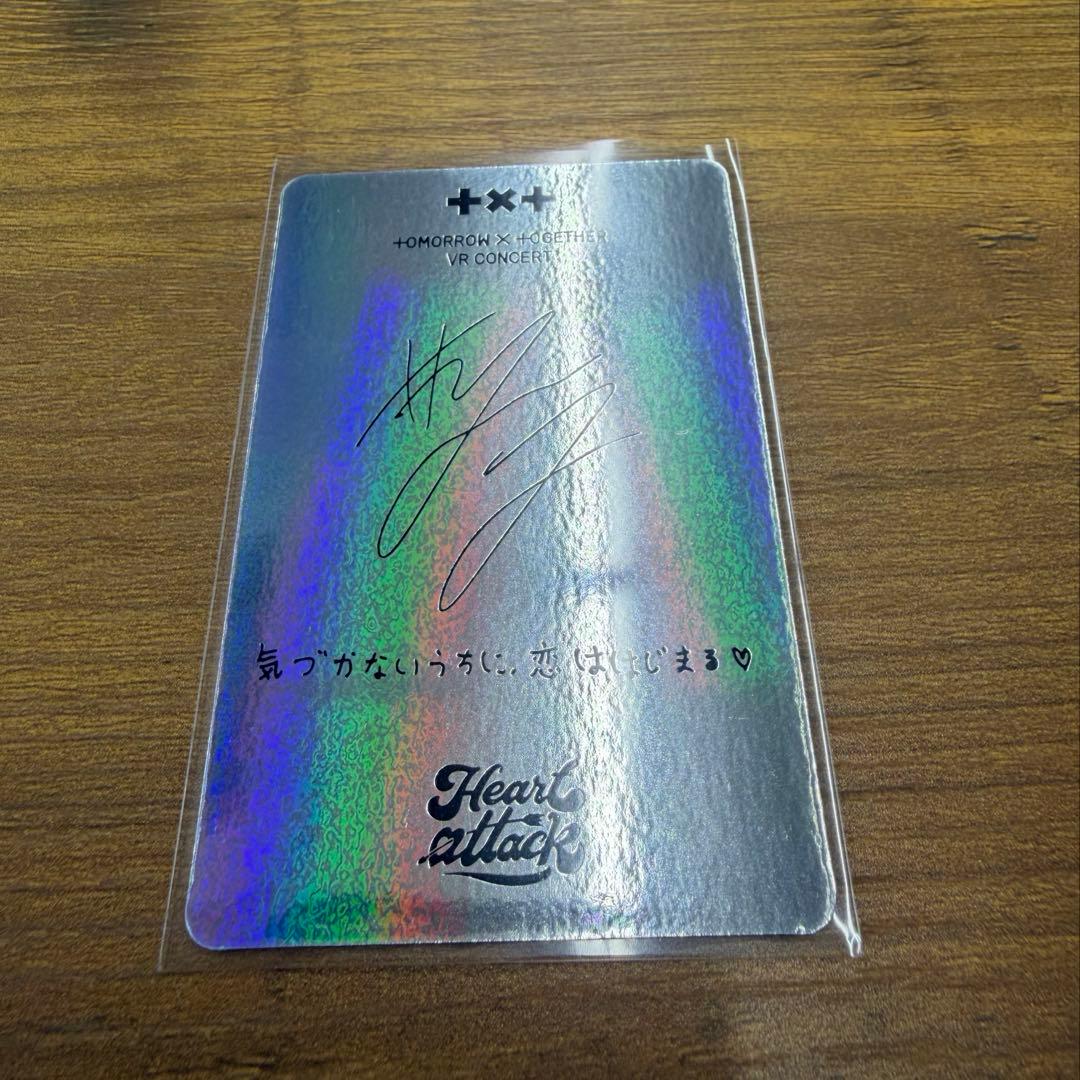 +×+
TOMORROW × TOGETHER
VR CONCERT
気づかないうちに、恋ははじまる♡
Heart
attack